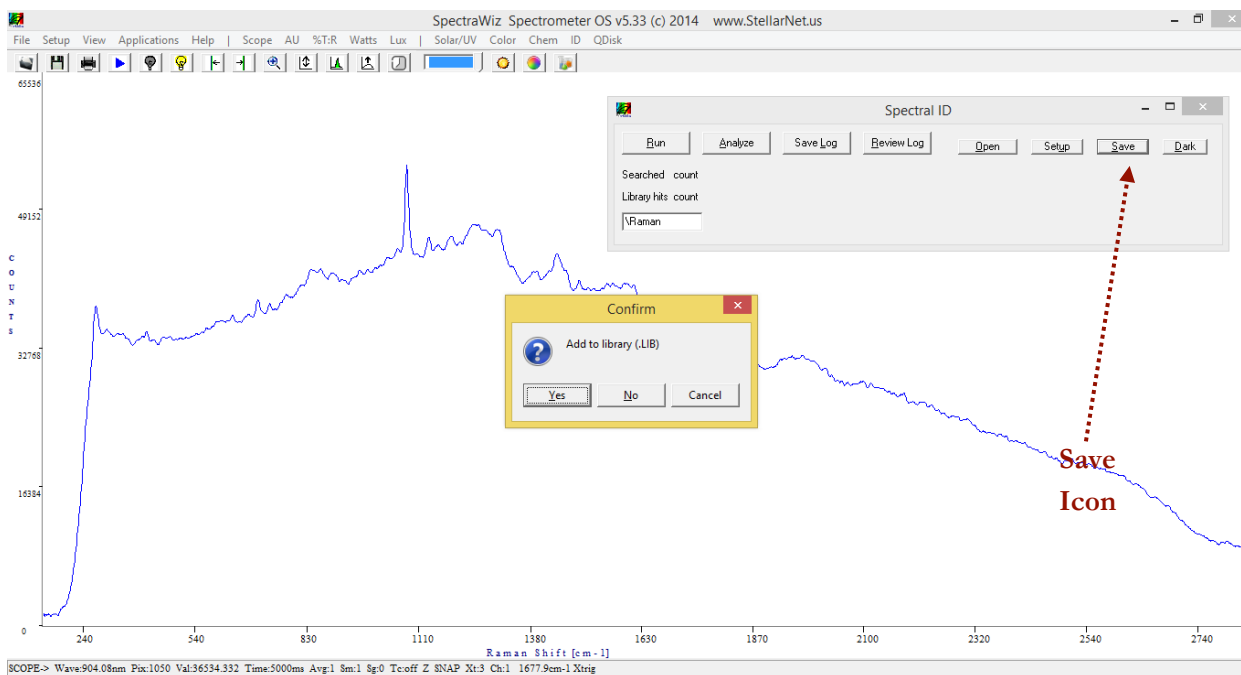 SpectraWiz Spectrometer OS v5.33 (c) 2014 www.StellarNet.us
File Setup View Applications Help | Scope AU %T:R Watts Lux | Solar/UV Color Chem ID QDisk
65536
49152
32768
16384
0
COUNTS
Spectral ID
Run Analyze Save Log Review Log Open Setup Save Dark
Searched count
Library hits count
\Raman
Confirm
Add to library (.LIB)
Yes No Cancel
Save
Icon
240 540 830 1110 1380 1630 1870 2100 2320 2540 2740
Raman Shift [cm-1]
SCOPE-> Wave:904.08nm Pix:1050 Val:36534.332 Time:5000ms Avg:1 Sm:1 Sg:0 Tc:off Z SNAP Xt:3 Ch:1 1677.9cm-1 Xtrig